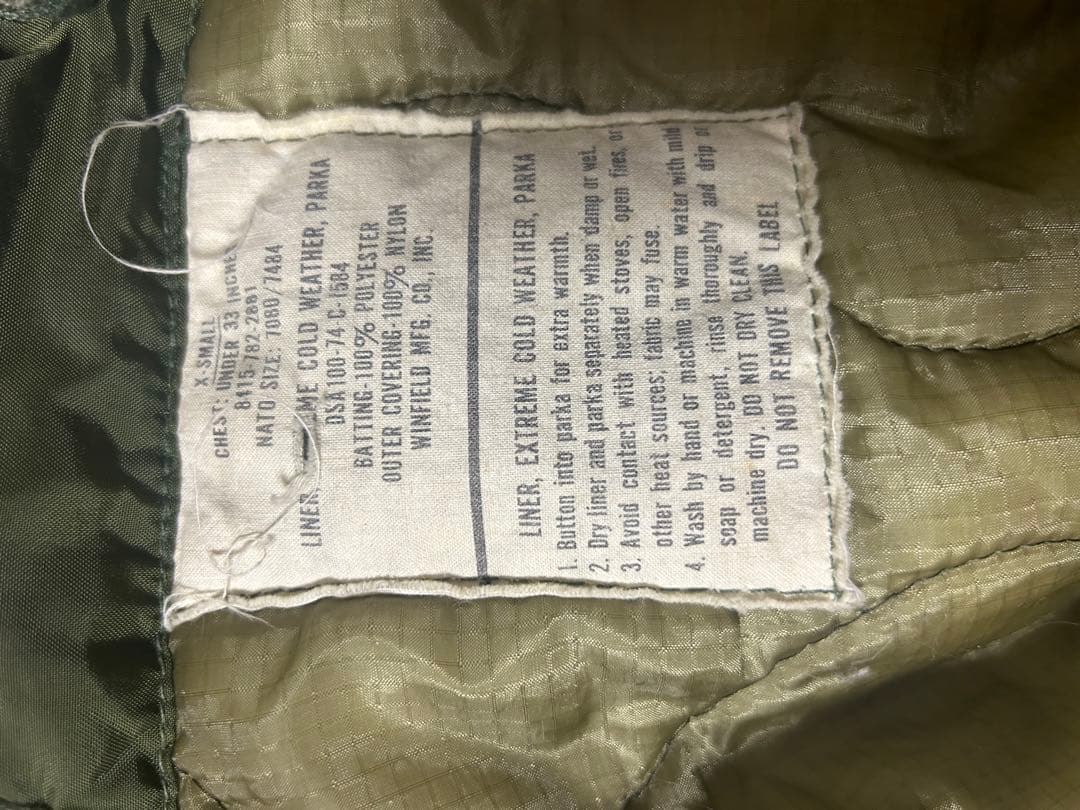 X-SMALL
CHEST: UNDER 33 INCHES
8415-782-2881
NATO SIZE: 7080/7484
LINER, EME COLD WEATHER, PARKA
DSA 100-74-C-1584
BATTING-100% POLYESTER
OUTER COVERING-100% NYLON
WINFIELD MFG. CO., INC.
LINER, EXTREME COLD WEATHER, PARKA
1. Button into parka for extra warmth.
2. Dry liner and parka separately when damp or wet.
3. Avoid contact with heated stoves, open fires, or
other heat sources; fabric may fuse.
4. Wash by hand or machine in warm water with mild
soap or detergent, rinse thoroughly and drip or
machine dry. DO NOT DRY CLEAN.
DO NOT REMOVE THIS LABEL